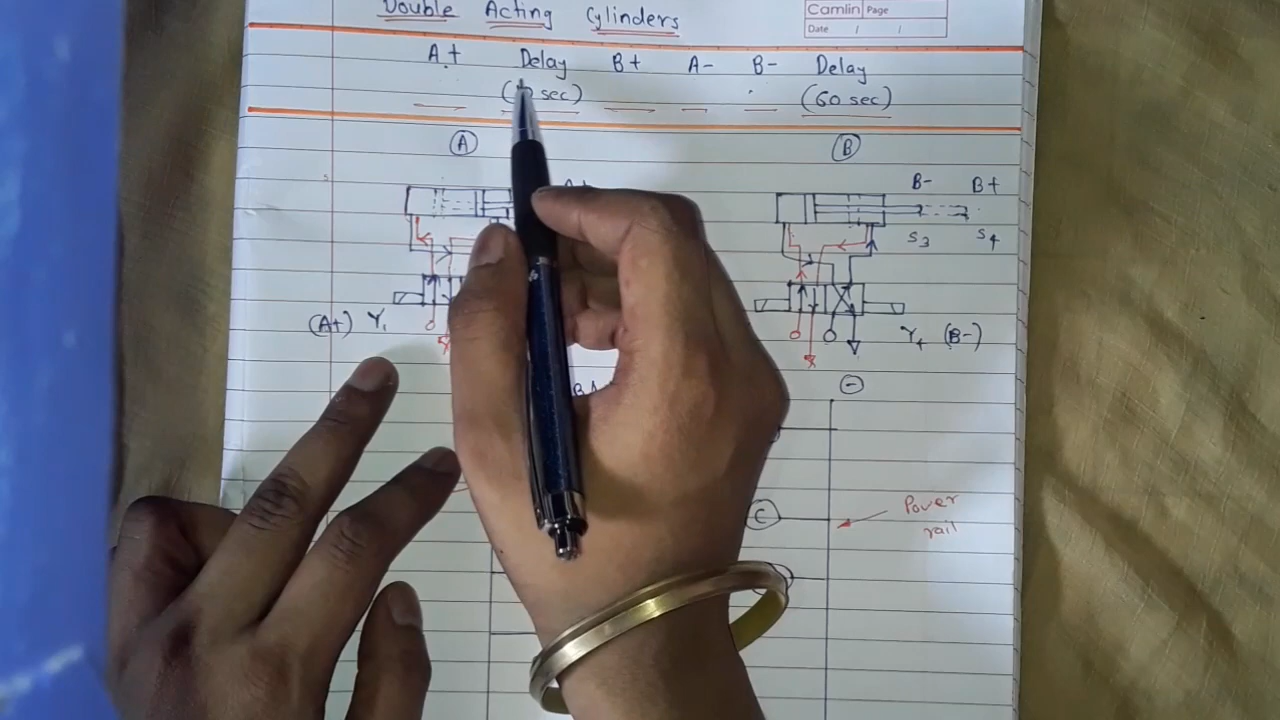 Double Acting Cylinders
Camlin Page
Date / /
A+ Delay B+ A- B- Delay
sec) (60 sec)
A B
B- B+
S3 S4
(A+) Y1
Y4 (B-)
-
C
Power
rail